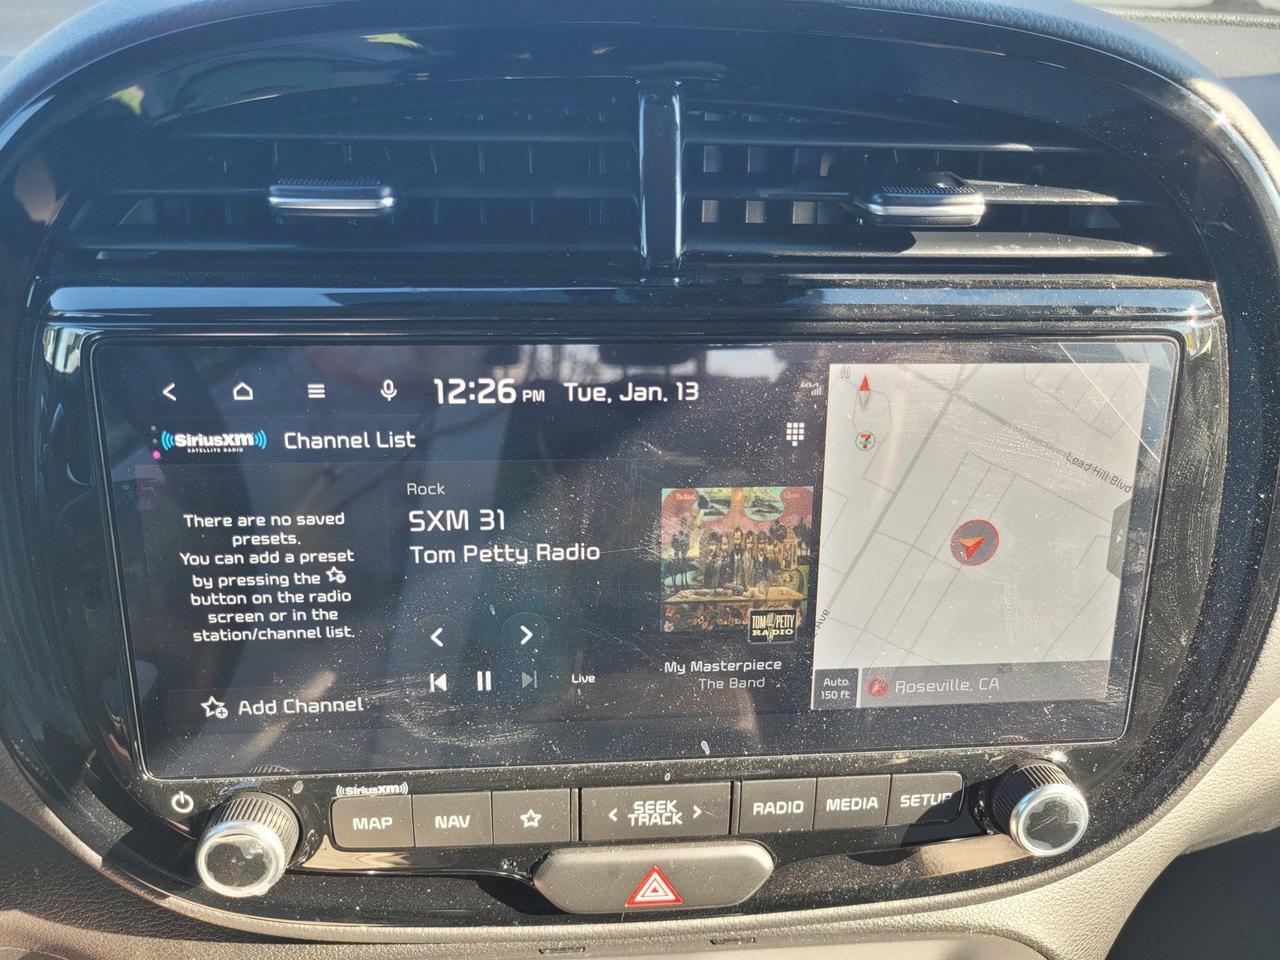 12:26 PM Tue, Jan. 13
SiriusXM
SATELLITE RADIO
Channel List
There are no saved
presets.
You can add a preset
by pressing the
button on the radio
screen or in the
station/channel list.
Add Channel
Rock
SXM 31
Tom Petty Radio
Live
TOM PETTY
RADIO
My Masterpiece
The Band
N
7
Lead Hill Blvd
Ave
Auto
150 ft
Roseville, CA
SiriusXM
MAP
NAV
SEEK
TRACK
RADIO
MEDIA
SETUP